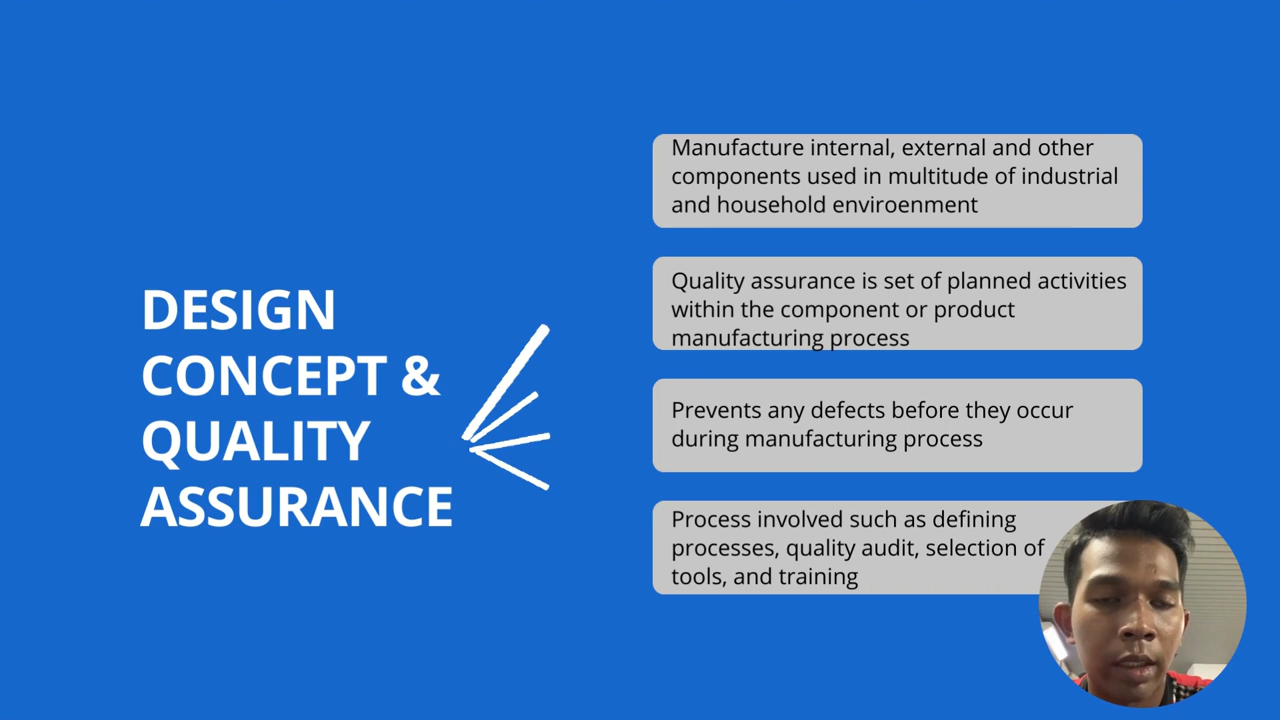 DESIGN
CONCEPT &
QUALITY
ASSURANCE
Manufacture internal, external and other
components used in multitude of industrial
and household enviroenment
Quality assurance is set of planned activities
within the component or product
manufacturing process
Prevents any defects before they occur
during manufacturing process
Process involved such as defining
processes, quality audit, selection of
tools, and training